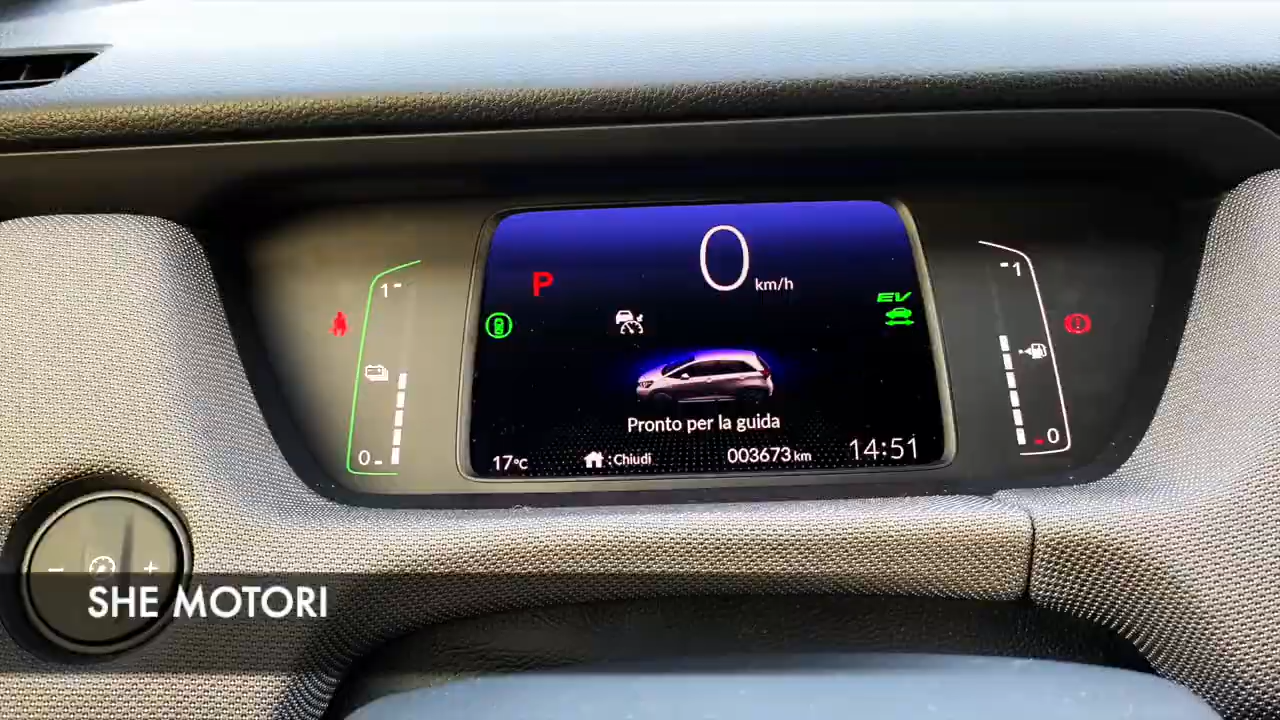 0 km/h
P
EV
1
1
Pronto per la guida
0
0
17°C
:Chiudi
003673 km
14:51
- +
SHE MOTORI